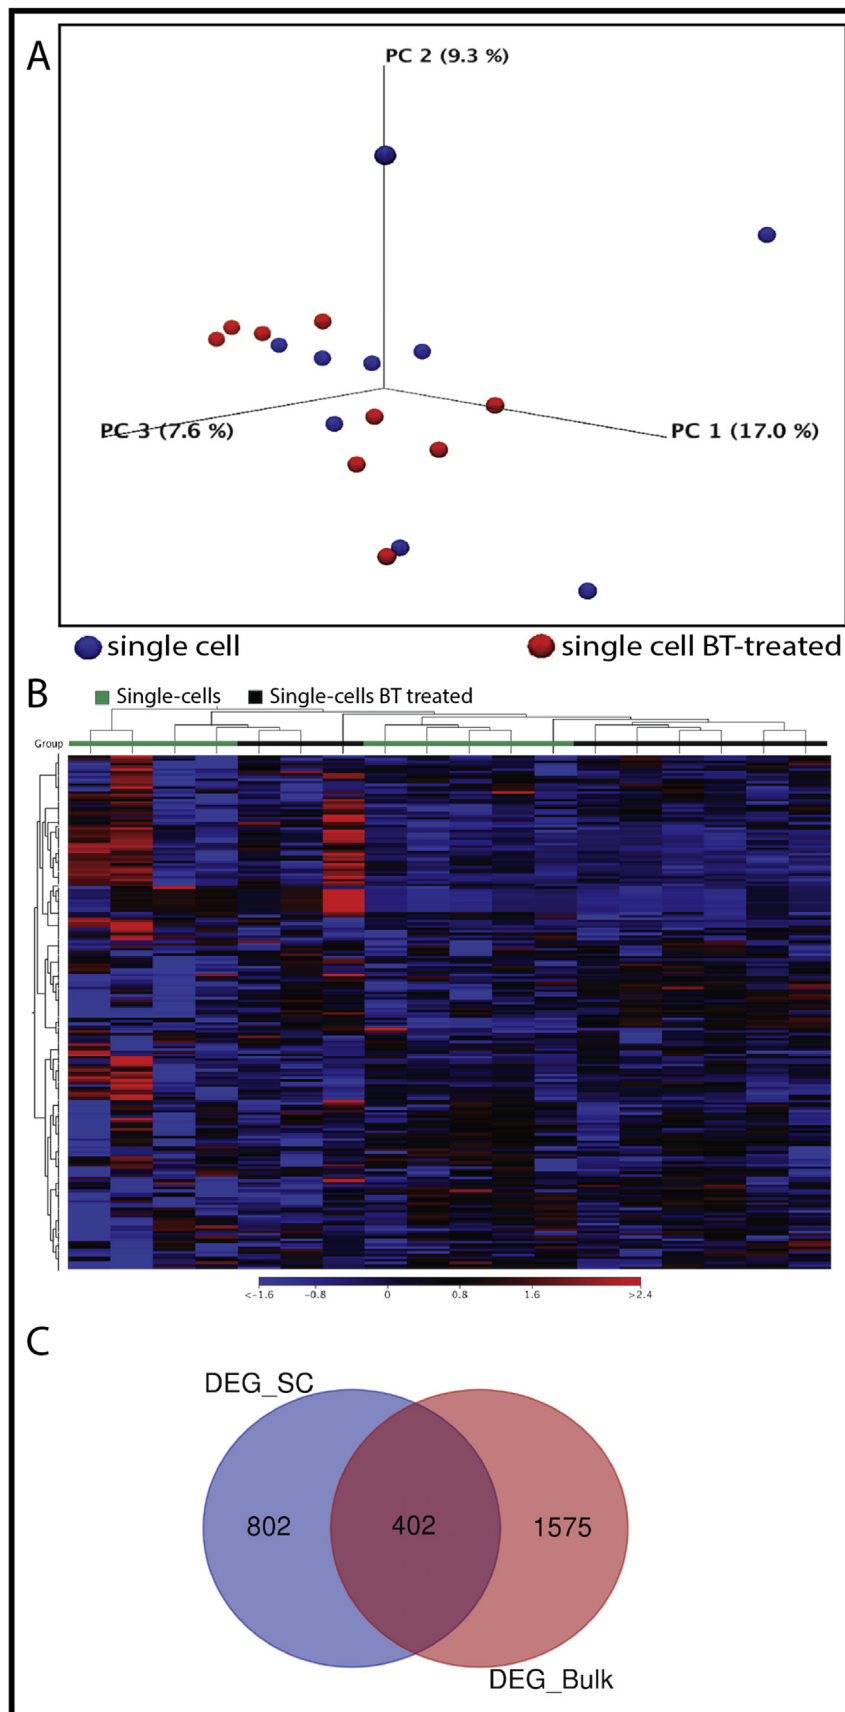 A
PC 2 (9.3 %)
PC 3 (7.6 %)
PC 1 (17.0 %)
single cell
single cell BT-treated
B
Single-cells
Single-cells BT treated
Group
<-1.6
-0.8
0
0.8
1.6
>2.4
C
DEG_SC
802
402
1575
DEG_Bulk